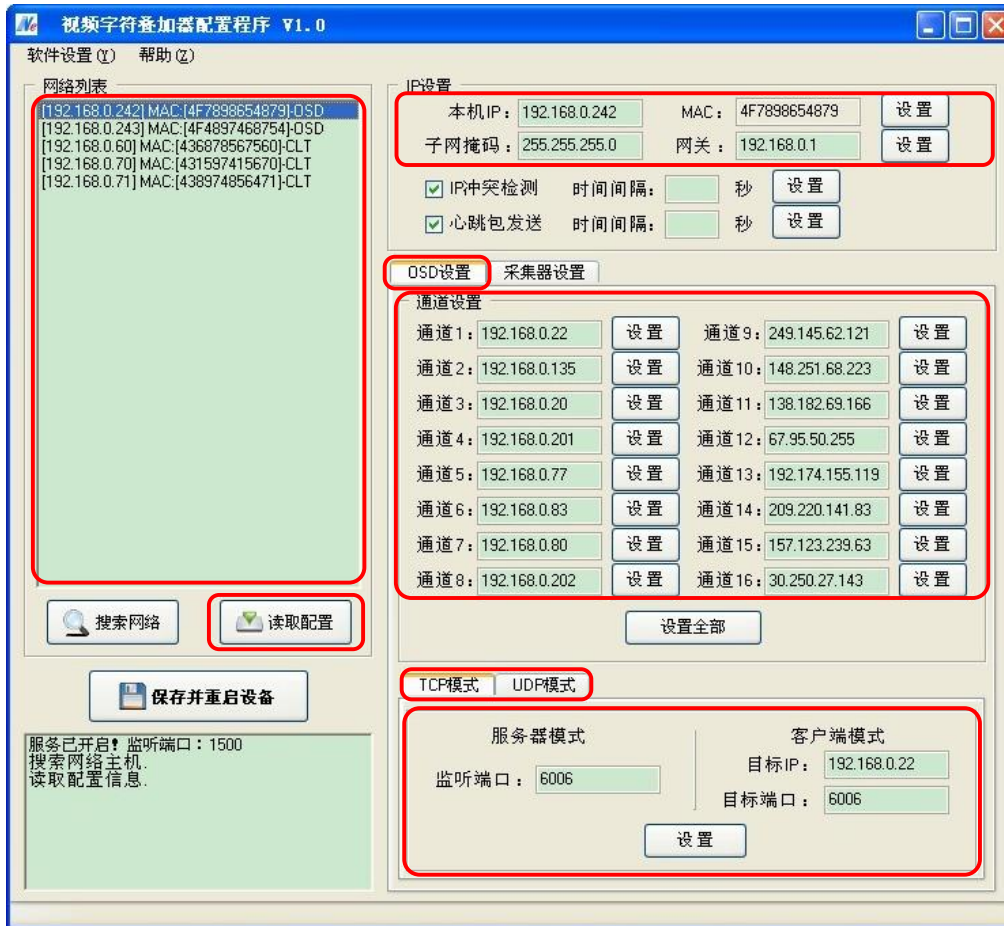 视频字符叠加器配置程序 V1.0
软件设置(Y) 帮助(Z)
网络列表
[192.168.0.242] MAC:[4F7898654879]-OSD
[192.168.0.243] MAC:[4F4897468754]-OSD
[192.168.0.60] MAC:[436878567560]-CLT
[192.168.0.70] MAC:[431597415670]-CLT
[192.168.0.71] MAC:[438974856471]-CLT
搜索网络 读取配置
保存并重启设备
服务已开启! 监听端口：1500
搜索网络主机.
读取配置信息.
IP设置
本机IP： 192.168.0.242 MAC： 4F7898654879 设置
子网掩码： 255.255.255.0 网关： 192.168.0.1 设置
IP冲突检测 时间间隔： 秒 设置
心跳包发送 时间间隔： 秒 设置
OSD设置 采集器设置
通道设置
通道1： 192.168.0.22 设置 通道9： 249.145.62.121 设置
通道2： 192.168.0.135 设置 通道10： 148.251.68.223 设置
通道3： 192.168.0.20 设置 通道11： 138.182.69.166 设置
通道4： 192.168.0.201 设置 通道12： 67.95.50.255 设置
通道5： 192.168.0.77 设置 通道13： 192.174.155.119 设置
通道6： 192.168.0.83 设置 通道14： 209.220.141.83 设置
通道7： 192.168.0.80 设置 通道15： 157.123.239.63 设置
通道8： 192.168.0.202 设置 通道16： 30.250.27.143 设置
设置全部
TCP模式 UDP模式
服务器模式 客户端模式
监听端口： 6006 目标IP： 192.168.0.22
目标端口： 6006
设置